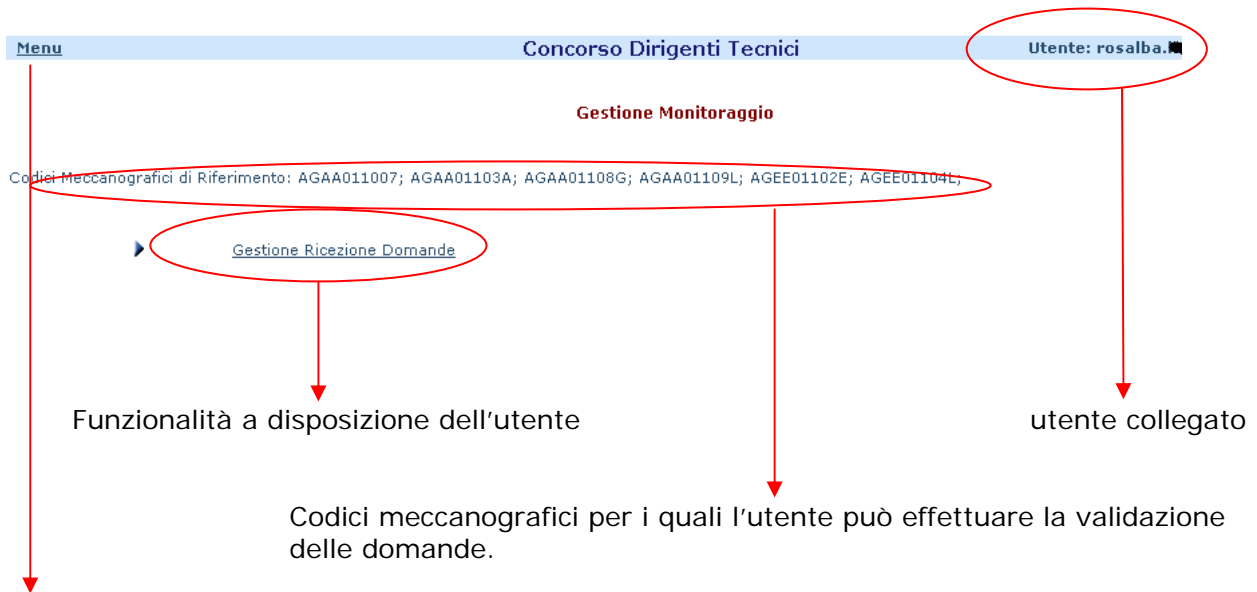 Menu Concorso Dirigenti Tecnici Utente: rosalba.
Gestione Monitoraggio
Codici Meccanografici di Riferimento: AGAA011007; AGAA01103A; AGAA01108G; AGAA01109L; AGEE01102E; AGEE01104L;
Gestione Ricezione Domande
Funzionalità a disposizione dell’utente utente collegato
Codici meccanografici per i quali l’utente può effettuare la validazione
delle domande.